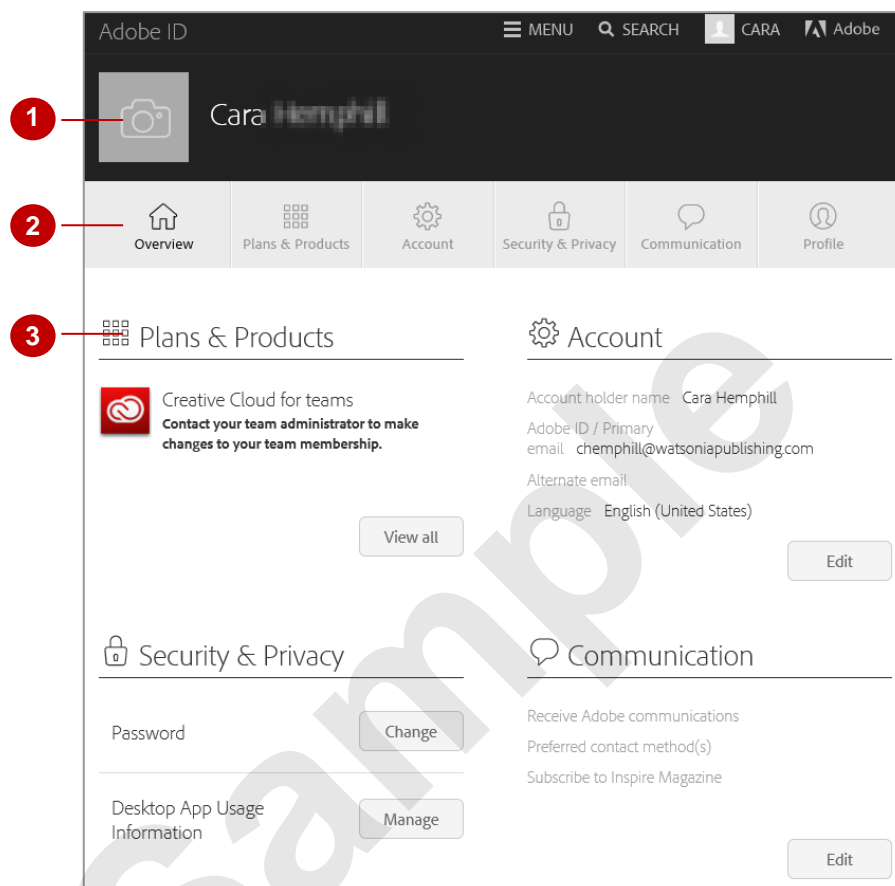 Adobe ID
MENU
SEARCH
CARA
Adobe
1
Cara
2
Overview
Plans & Products
Account
Security & Privacy
Communication
Profile
3
Plans & Products
Creative Cloud for teams
Contact your team administrator to make
changes to your team membership.
View all
Account
Account holder name Cara Hemphill
Adobe ID / Primary
email chemphill@watsoniapublishing.com
Alternate email
Language English (United States)
Edit
Security & Privacy
Password
Change
Desktop App Usage
Information
Manage
Communication
Receive Adobe communications
Preferred contact method(s)
Subscribe to Inspire Magazine
Edit
Sample